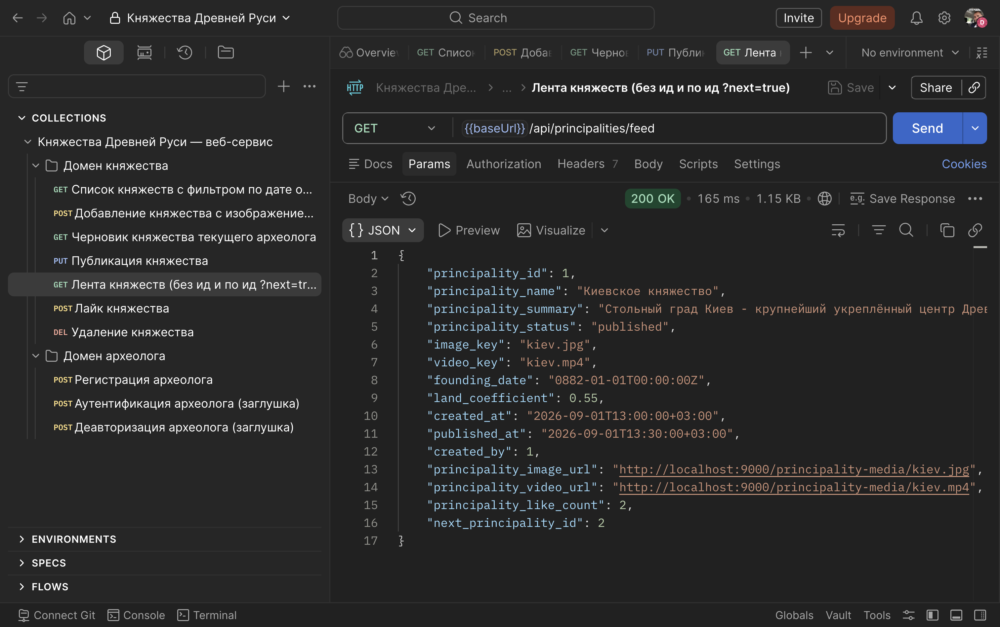 Княжества Древней Руси
Search
Invite
Upgrade
D
Overvie
GET Список
POST Доба
GET Черно
PUT Публи
GET Лента
No environment
COLLECTIONS
Княжества Древней Руси — веб-сервис
Домен княжества
GET Список княжеств с фильтром по дате о...
POST Добавление княжества с изображение...
GET Черновик княжества текущего археолога
PUT Публикация княжества
GET Лента княжеств (без ид и по ид ?next=tr...
POST Лайк княжества
DEL Удаление княжества
Домен археолога
POST Регистрация археолога
POST Аутентификация археолога (заглушка)
POST Деавторизация археолога (заглушка)
ENVIRONMENTS
SPECS
FLOWS
HTTP Княжества Дре... > ... > Лента княжеств (без ид и по ид ?next=true)
Save
Share
GET
{{baseUrl}}/api/principalities/feed
Send
Docs
Params
Authorization
Headers 7
Body
Scripts
Settings
Cookies
Body
200 OK • 165 ms • 1.15 KB •
e.g. Save Response
{} JSON
Preview
Visualize
1 {
2 "principality_id": 1,
3 "principality_name": "Киевское княжество",
4 "principality_summary": "Стольный град Киев - крупнейший укреплённый центр Древ
5 "principality_status": "published",
6 "image_key": "kiev.jpg",
7 "video_key": "kiev.mp4",
8 "founding_date": "0882-01-01T00:00:00Z",
9 "land_coefficient": 0.55,
10 "created_at": "2026-09-01T13:00:00+03:00",
11 "published_at": "2026-09-01T13:30:00+03:00",
12 "created_by": 1,
13 "principality_image_url": "http://localhost:9000/principality-media/kiev.jpg",
14 "principality_video_url": "http://localhost:9000/principality-media/kiev.mp4",
15 "principality_like_count": 2,
16 "next_principality_id": 2
17 }
Connect Git
Console
Terminal
Globals
Vault
Tools